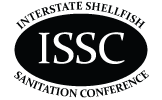 INTERSTATE SHELLFISH
ISSC
SANITATION CONFERENCE